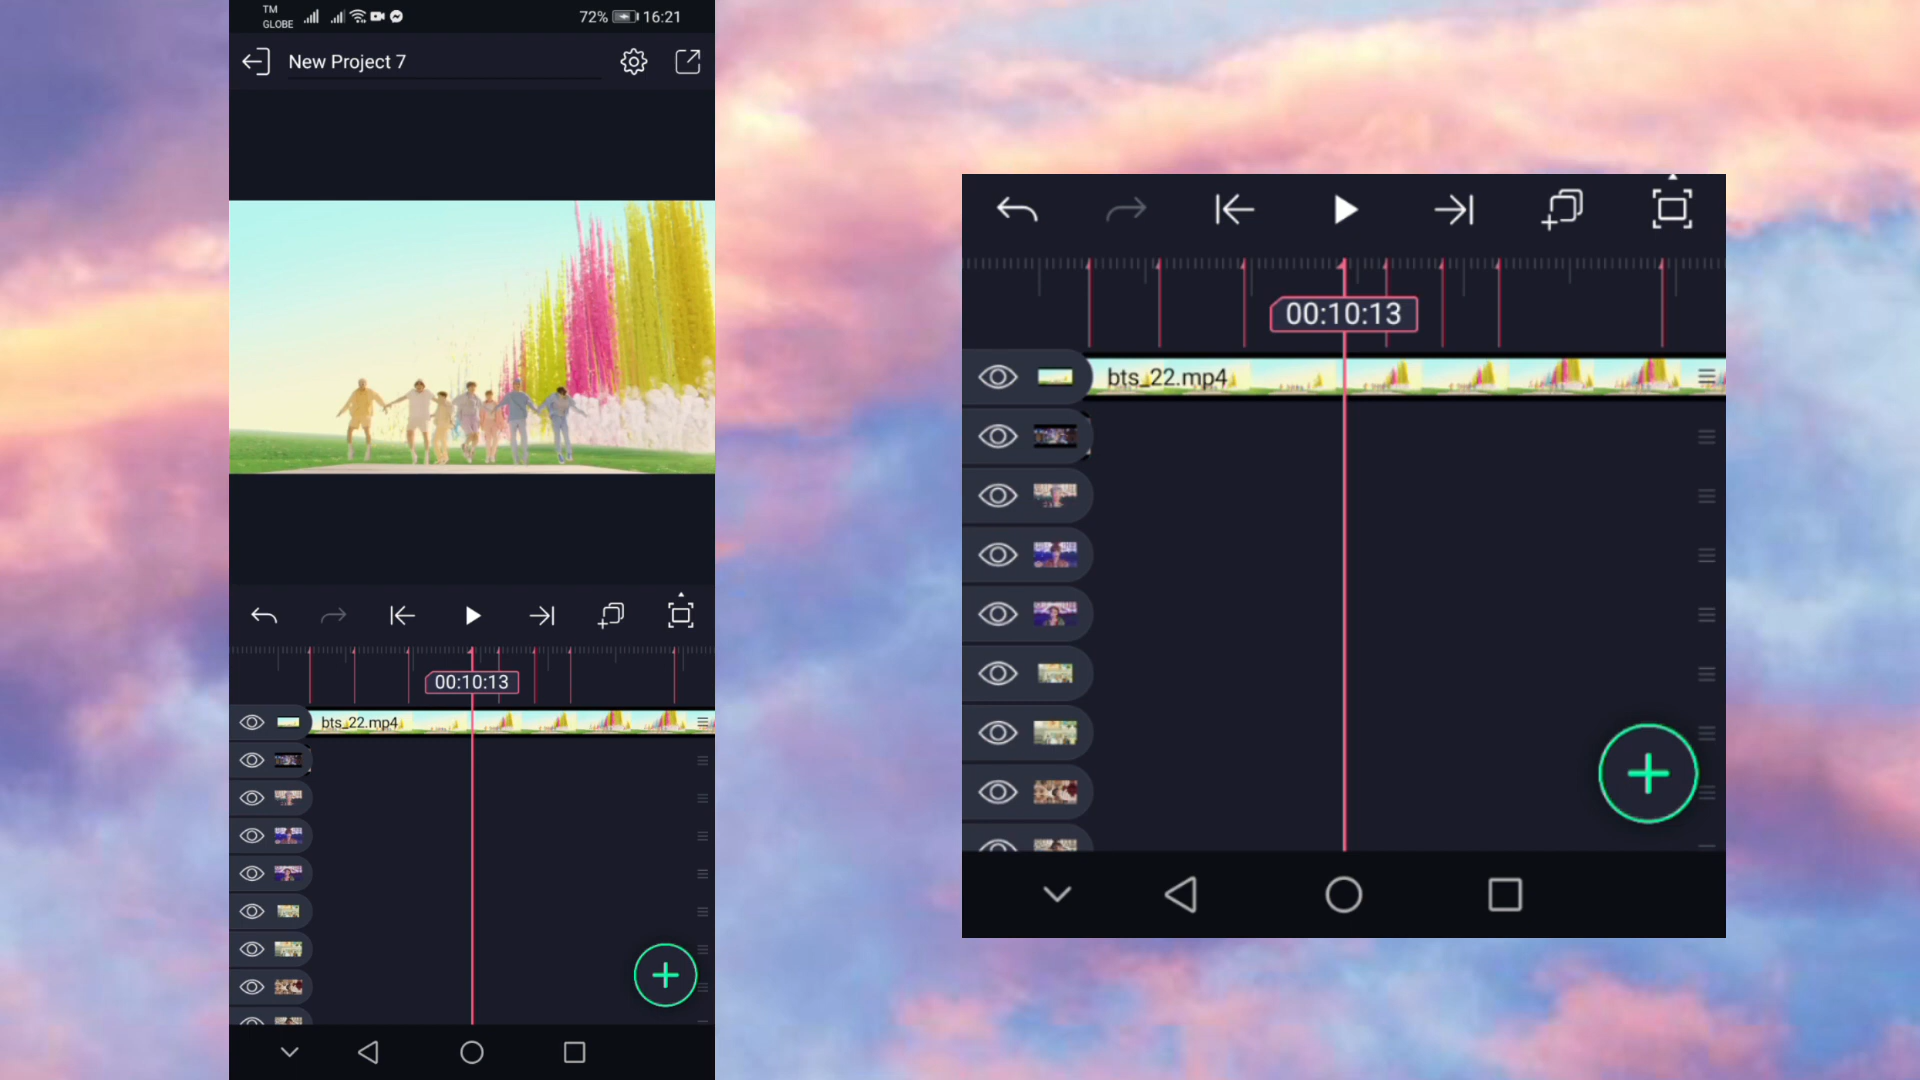 TM
GLOBE
72% 16:21
New Project 7
00:10:13
bts_22.mp4
00:10:13
bts_22.mp4